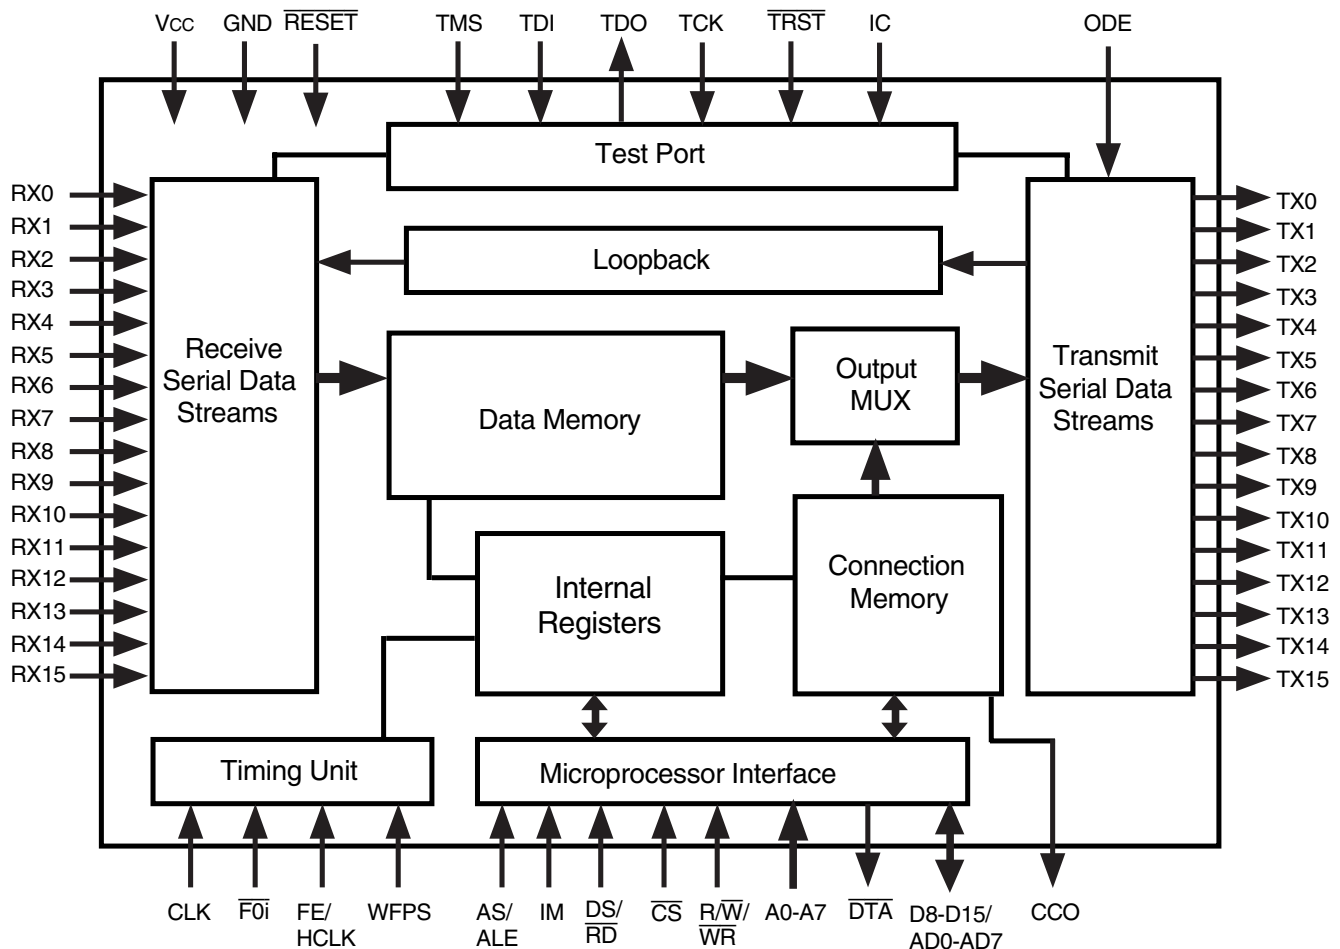 VCC GND RESET TMS TDI TDO TCK TRST IC ODE
Test Port
RX0
RX1
RX2
RX3
RX4
RX5
RX6
RX7
RX8
RX9
RX10
RX11
RX12
RX13
RX14
RX15
Receive
Serial Data
Streams
Loopback
Data Memory
Output
MUX
Transmit
Serial Data
Streams
Internal
Registers
Connection
Memory
TX0
TX1
TX2
TX3
TX4
TX5
TX6
TX7
TX8
TX9
TX10
TX11
TX12
TX13
TX14
TX15
Timing Unit
Microprocessor Interface
CLK
F0i
FE/
HCLK
WFPS
AS/
ALE
IM
DS/
RD
CS
R/W/
WR
A0-A7
DTA
D8-D15/
AD0-AD7
CCO